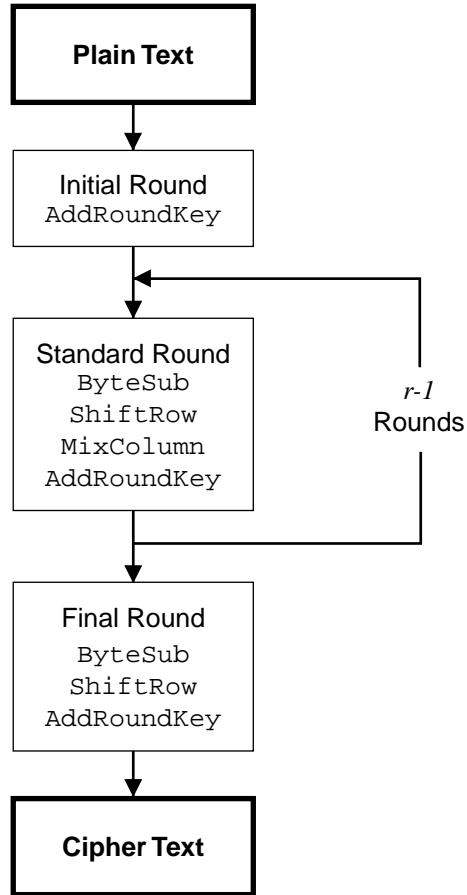 Plain Text
Initial Round
AddRoundKey
Standard Round
ByteSub
ShiftRow
MixColumn
AddRoundKey
r-1
Rounds
Final Round
ByteSub
ShiftRow
AddRoundKey
Cipher Text